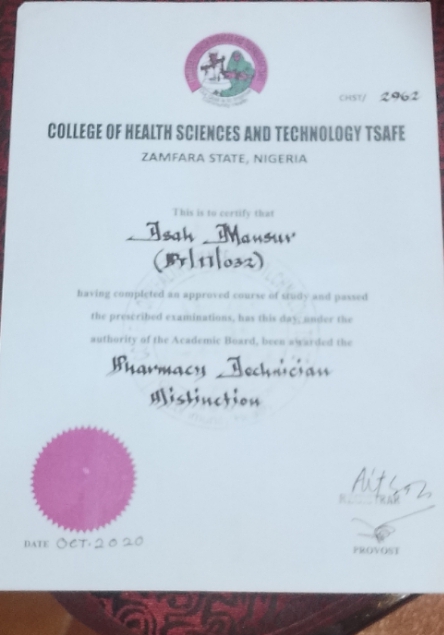 CHST/ 2962
COLLEGE OF HEALTH SCIENCES AND TECHNOLOGY TSAFE
ZAMFARA STATE, NIGERIA
This is to certify that
Isah Mansur
having completed an approved course of study and passed
the prescribed examinations, has this day, under the
authority of the Academic Board, been awarded the
Pharmacy Technician
Distinction
REGISTRAR
DATE OCT-2020
PROVOST